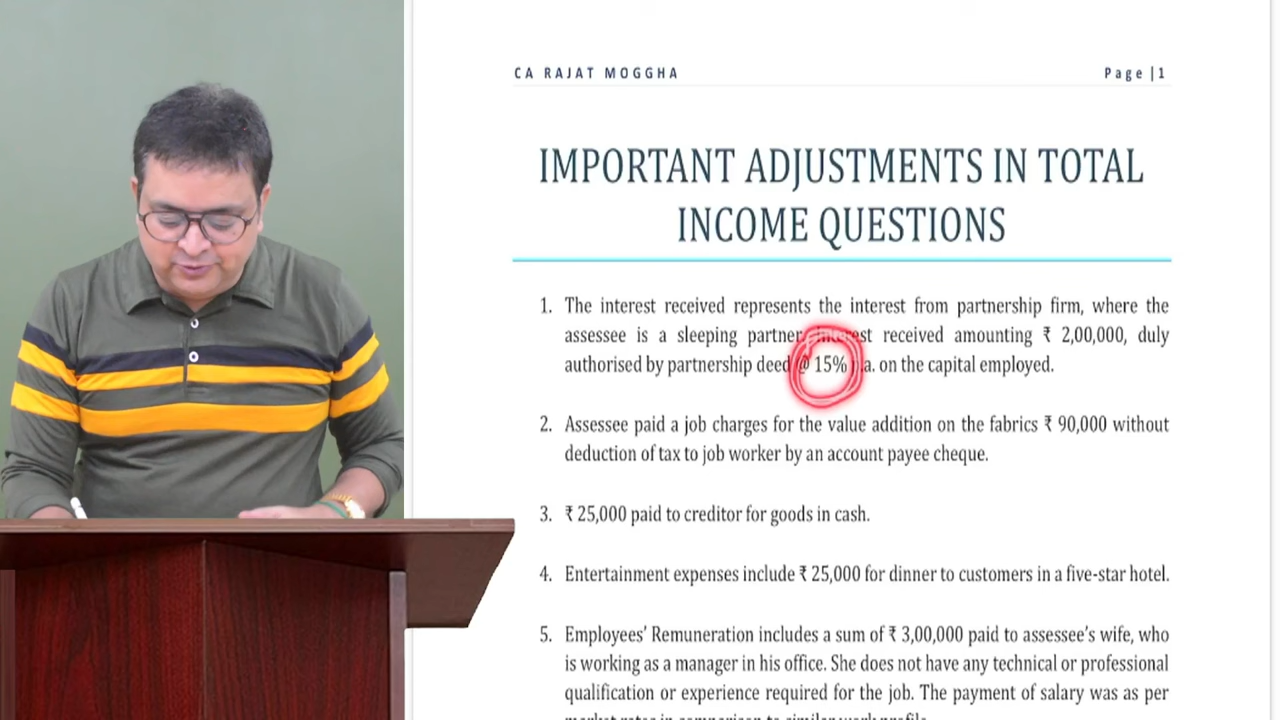 CA RAJAT MOGGHA
Page | 1
IMPORTANT ADJUSTMENTS IN TOTAL
INCOME QUESTIONS
1. The interest received represents the interest from partnership firm, where the
assessee is a sleeping partner, interest received amounting ₹ 2,00,000, duly
authorised by partnership deed @ 15% p.a. on the capital employed.
2. Assessee paid a job charges for the value addition on the fabrics ₹ 90,000 without
deduction of tax to job worker by an account payee cheque.
3. ₹ 25,000 paid to creditor for goods in cash.
4. Entertainment expenses include ₹ 25,000 for dinner to customers in a five-star hotel.
5. Employees' Remuneration includes a sum of ₹ 3,00,000 paid to assessee's wife, who
is working as a manager in his office. She does not have any technical or professional
qualification or experience required for the job. The payment of salary was as per